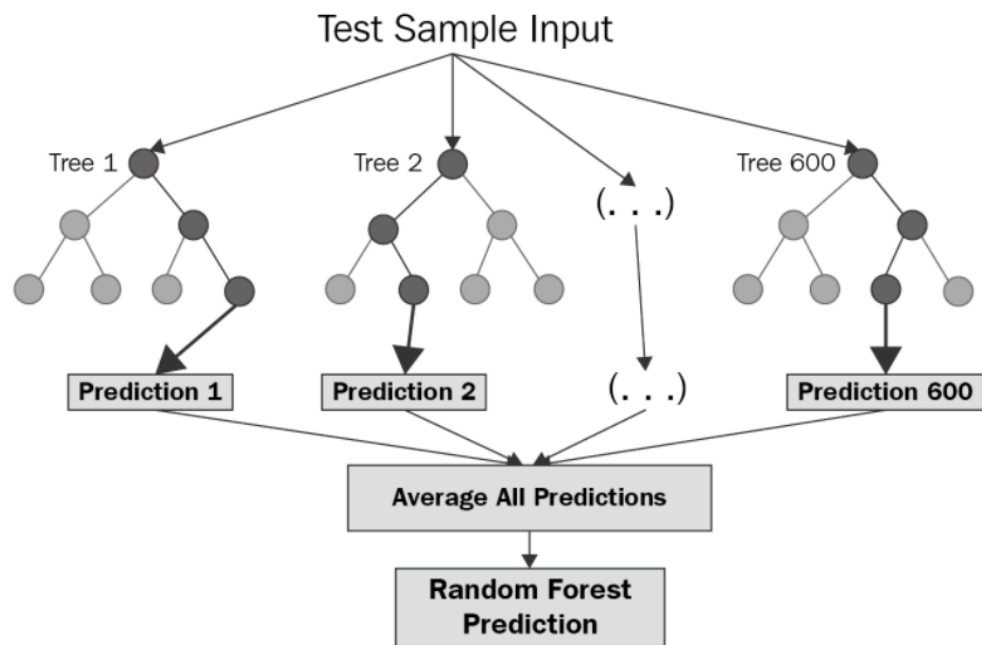 Test Sample Input
Tree 1
Tree 2
Tree 600
(. . .)
Prediction 1
Prediction 2
(. . .)
Prediction 600
Average All Predictions
Random Forest
Prediction